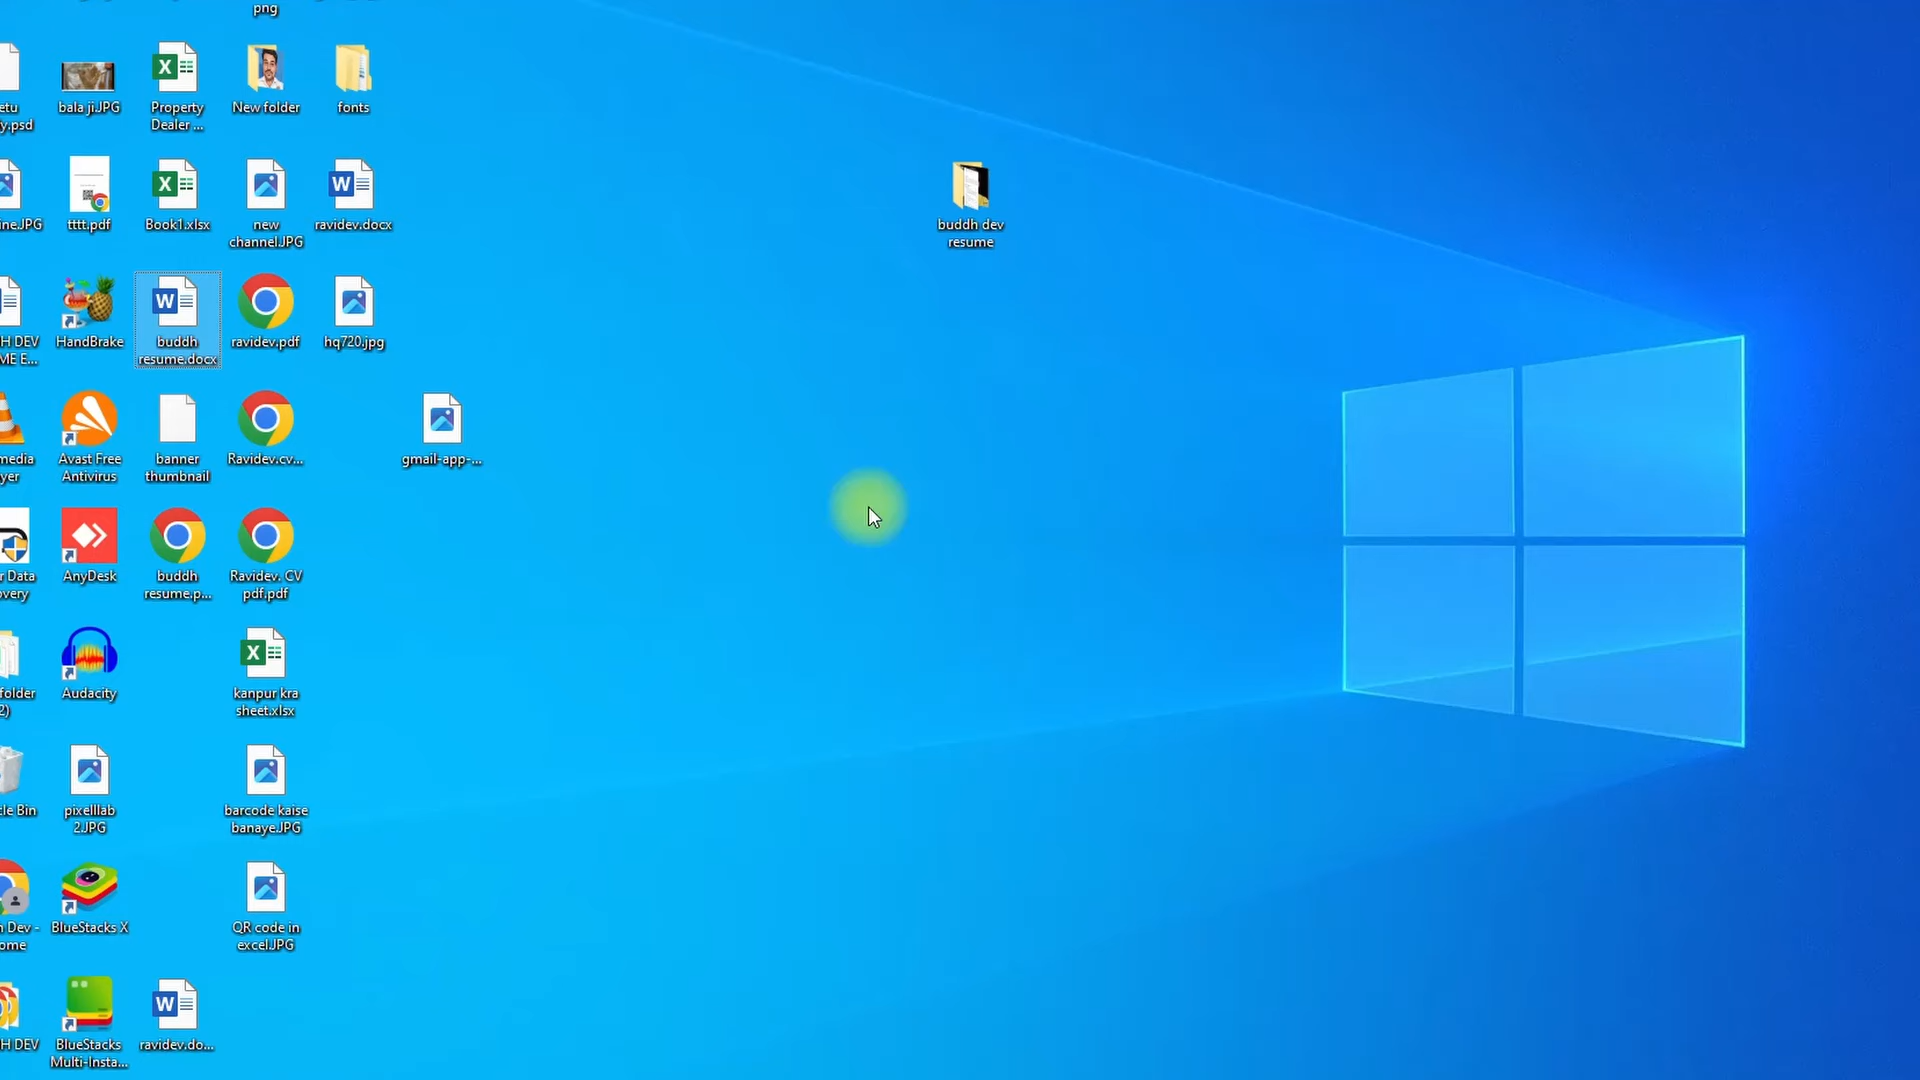 png
etu
y.psd
bala ji.JPG
Property
Dealer ...
New folder
fonts
ine.JPG
tttt.pdf
Book1.xlsx
new
channel.JPG
ravidev.docx
buddh dev
resume
H DEV
ME E...
HandBrake
buddh
resume.docx
ravidev.pdf
hq720.jpg
media
yer
Avast Free
Antivirus
banner
thumbnail
Ravidev.cv...
gmail-app-...
r Data
overy
AnyDesk
buddh
resume.p...
Ravidev. CV
pdf.pdf
folder
2)
Audacity
kanpur kra
sheet.xlsx
cle Bin
pixelllab
2.JPG
barcode kaise
banaye.JPG
h Dev -
ome
BlueStacks X
QR code in
excel.JPG
H DEV
BlueStacks
Multi-Insta...
ravidev.do...